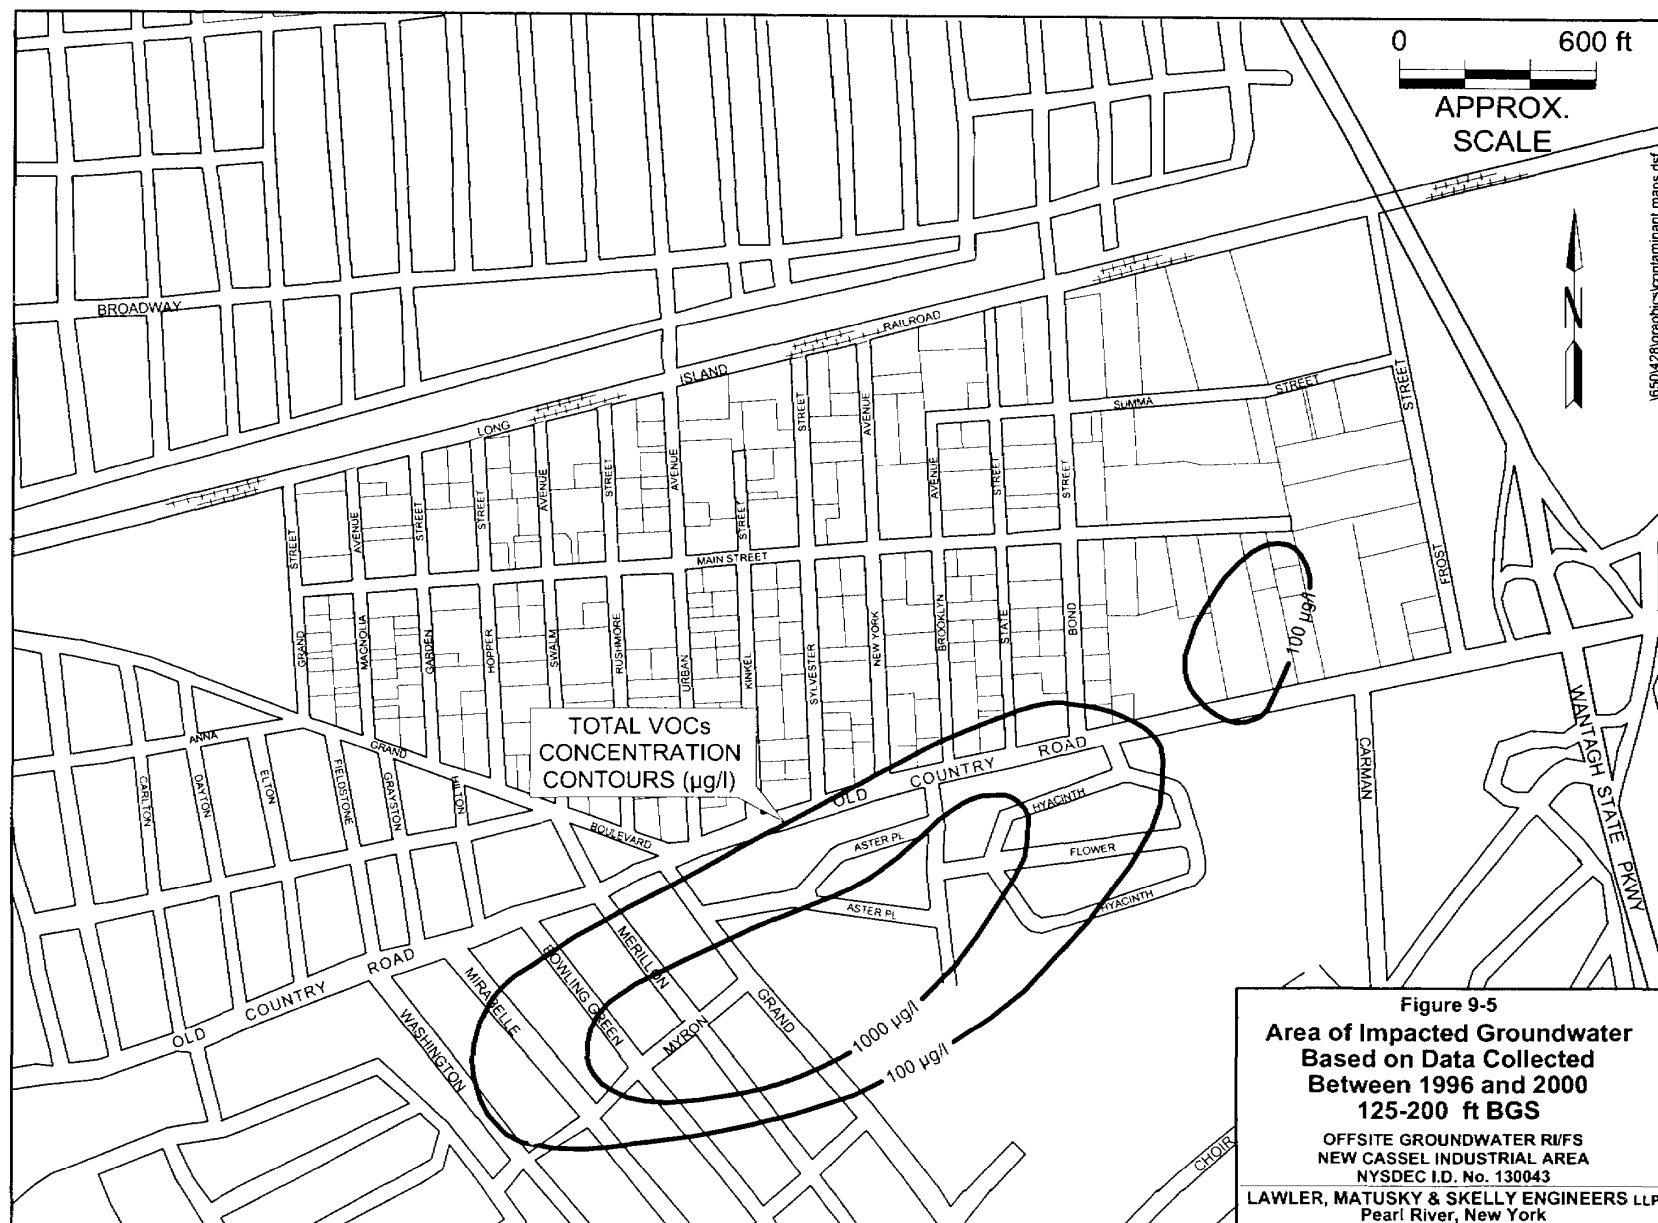 0 600 ft
APPROX.
SCALE
\650\428\graphics\contaminant maps.dsf
N
BROADWAY
LONG
ISLAND
RAILROAD
SUMMA
STREET
STREET
FROST
STREET
AVENUE
STREET
STREET
AVENUE
STREET
AVENUE
STREET
STREET
AVENUE
AVENUE
STREET
STREET
MAIN STREET
GRAND
MAGNOLIA
GARDEN
HOPPER
SWALM
RUSHMORE
URBAN
KINKEL
SYLVESTER
NEW YORK
BROOKLYN
STATE
BOND
100 µg/l
TOTAL VOCs
CONCENTRATION
CONTOURS (µg/l)
ANNA
GRAND
BOULEVARD
CARLTON
DAYTON
ELTON
FIELDSTONE
GRAYSTON
HILTON
OLD COUNTRY ROAD
HYACINTH
ASTER PL
FLOWER
ASTER PL
HYACINTH
CARMAN
WANTAGH STATE PKWY
OLD COUNTRY ROAD
WASHINGTON
MIRABELLE
BOWLING GREEN
MERILLON
MYRON
GRAND
1000 µg/l
100 µg/l
CHOIR
Figure 9-5
Area of Impacted Groundwater
Based on Data Collected
Between 1996 and 2000
125-200 ft BGS
OFFSITE GROUNDWATER RI/FS
NEW CASSEL INDUSTRIAL AREA
NYSDEC I.D. No. 130043
LAWLER, MATUSKY & SKELLY ENGINEERS LLP
Pearl River, New York